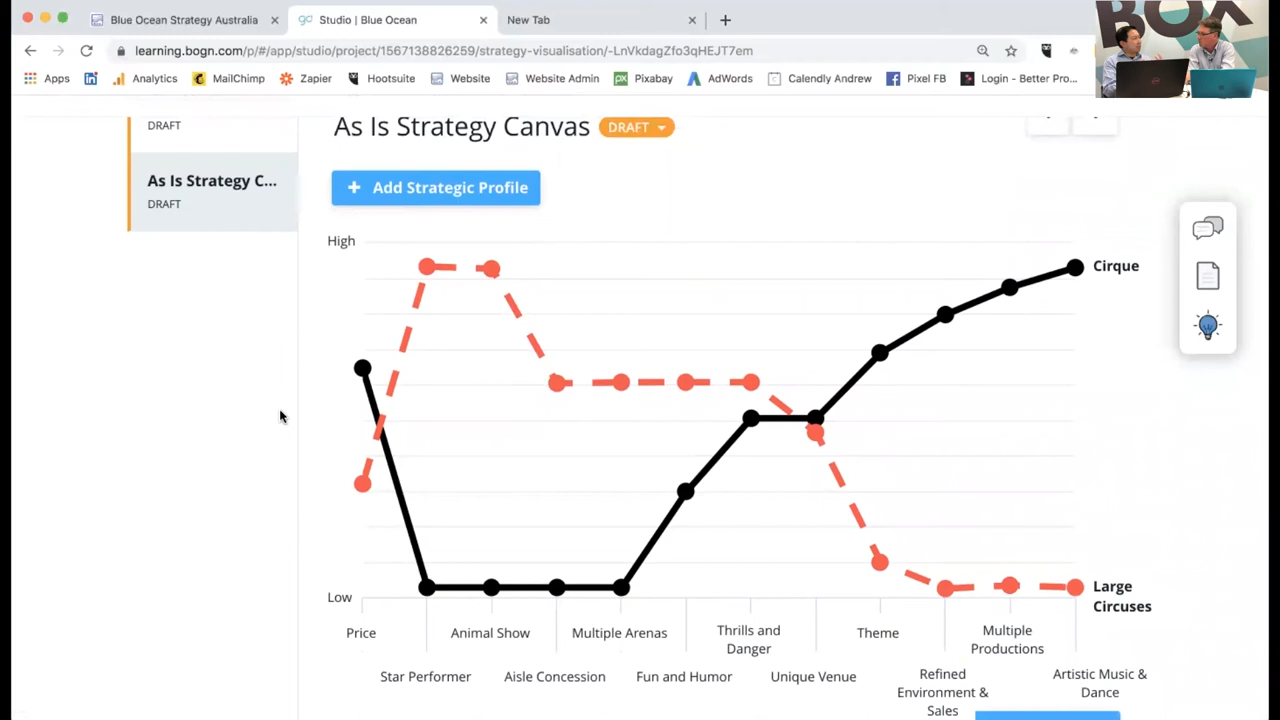 Blue Ocean Strategy Australia
Studio | Blue Ocean
New Tab
learning.bogn.com/p/#/app/studio/project/1567138826259/strategy-visualisation/-LnVkdagZfo3qHEJT7em
Apps
Analytics
MailChimp
Zapier
Hootsuite
Website
Website Admin
Pixabay
AdWords
Calendly Andrew
Pixel FB
Login - Better Pro...
BOX
DRAFT
As Is Strategy C...
DRAFT
As Is Strategy Canvas
DRAFT
+ Add Strategic Profile
High
Cirque
Low
Large
Circuses
Price
Star Performer
Animal Show
Aisle Concession
Multiple Arenas
Fun and Humor
Thrills and
Danger
Unique Venue
Theme
Refined
Environment &
Sales
Multiple
Productions
Artistic Music &
Dance